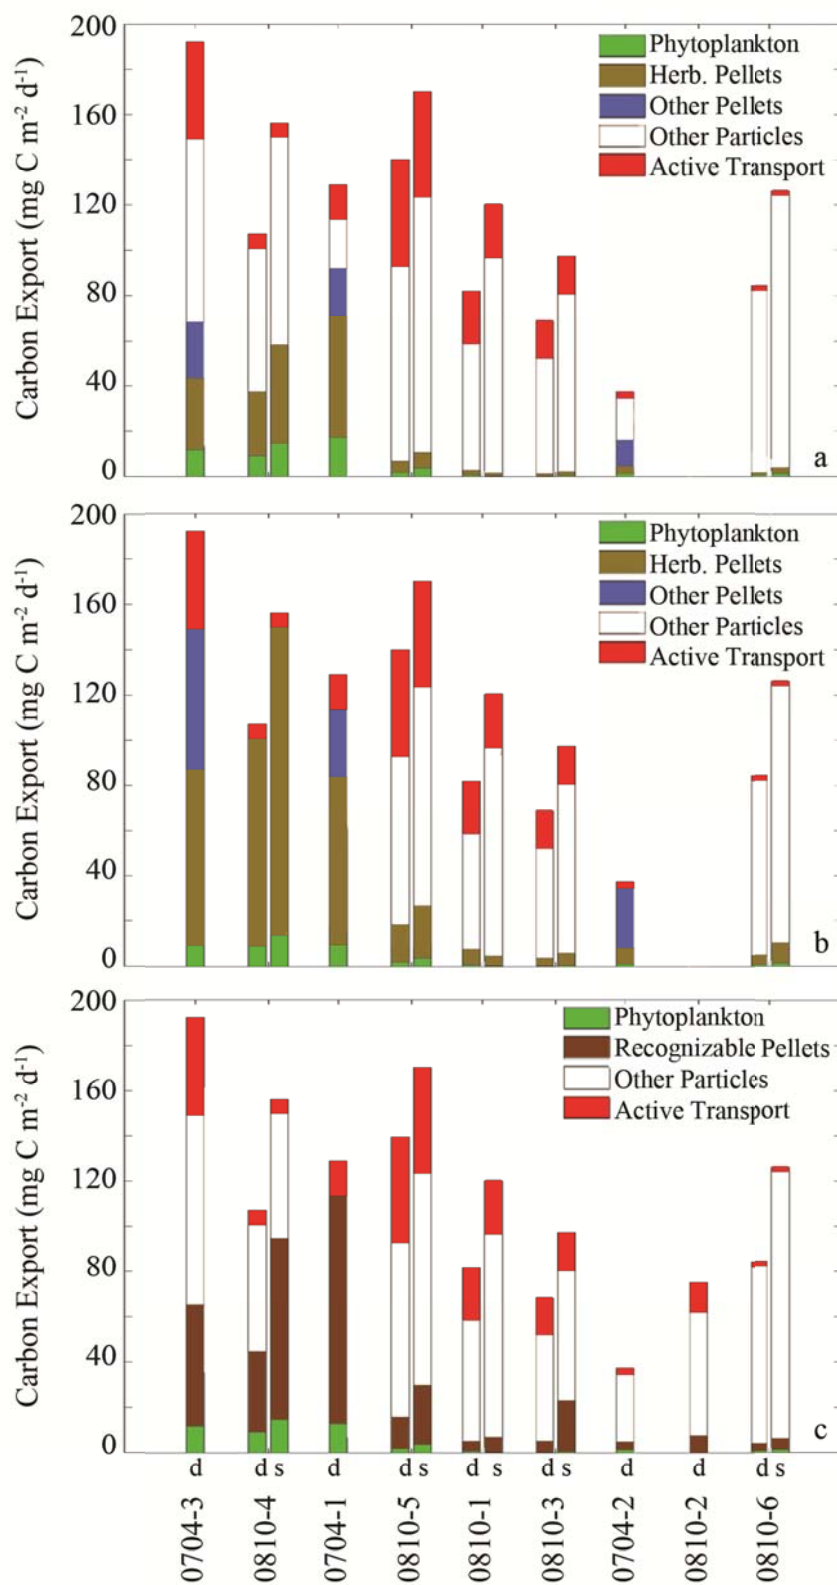 200
160
120
80
40
0
Carbon Export (mg C m⁻² d⁻¹)
Phytoplankton
Herb. Pellets
Other Pellets
Other Particles
Active Transport
a
200
160
120
80
40
0
Carbon Export (mg C m⁻² d⁻¹)
Phytoplankton
Herb. Pellets
Other Pellets
Other Particles
Active Transport
b
200
160
120
80
40
0
Carbon Export (mg C m⁻² d⁻¹)
Phytoplankton
Recognizable Pellets
Other Particles
Active Transport
c
d d s d d s d s d s d d d s
0704-3 0810-4 0704-1 0810-5 0810-1 0810-3 0704-2 0810-2 0810-6